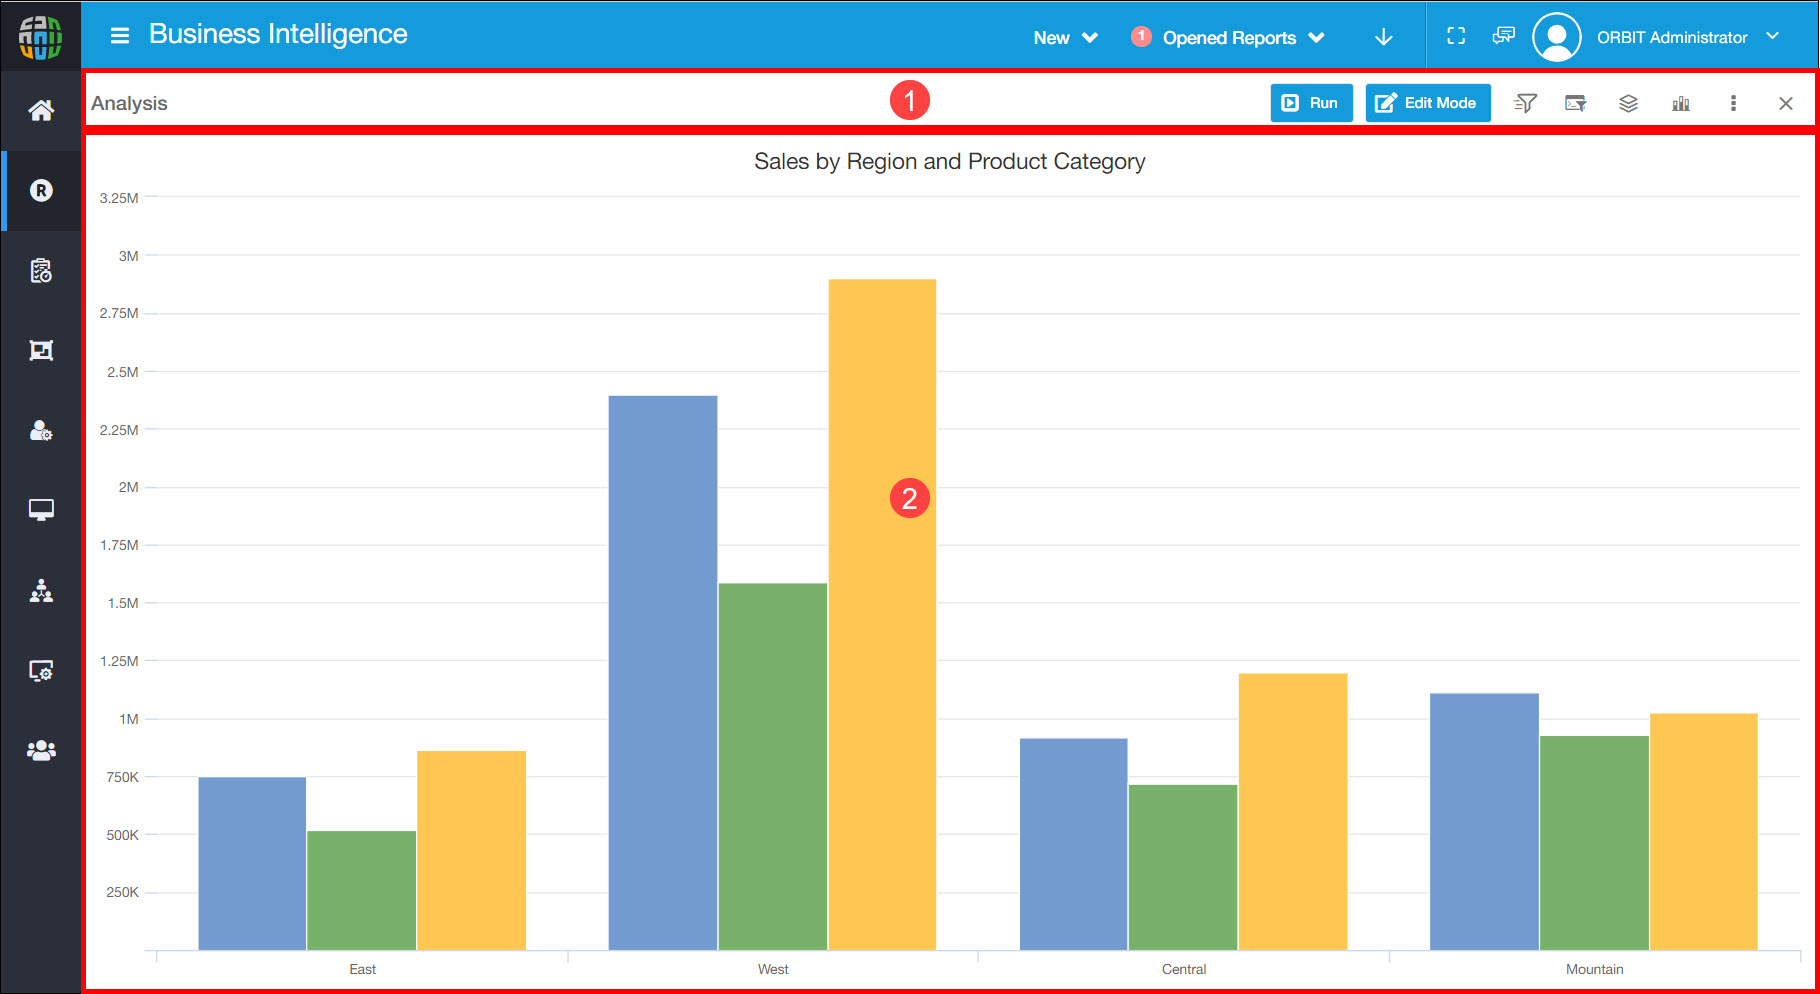 Business Intelligence
New
1
Opened Reports
ORBIT Administrator
Analysis
1
Run
Edit Mode
R
Sales by Region and Product Category
3.25M
3M
2.75M
2.5M
2.25M
2M
2
1.75M
1.5M
1.25M
1M
750K
500K
250K
East
West
Central
Mountain